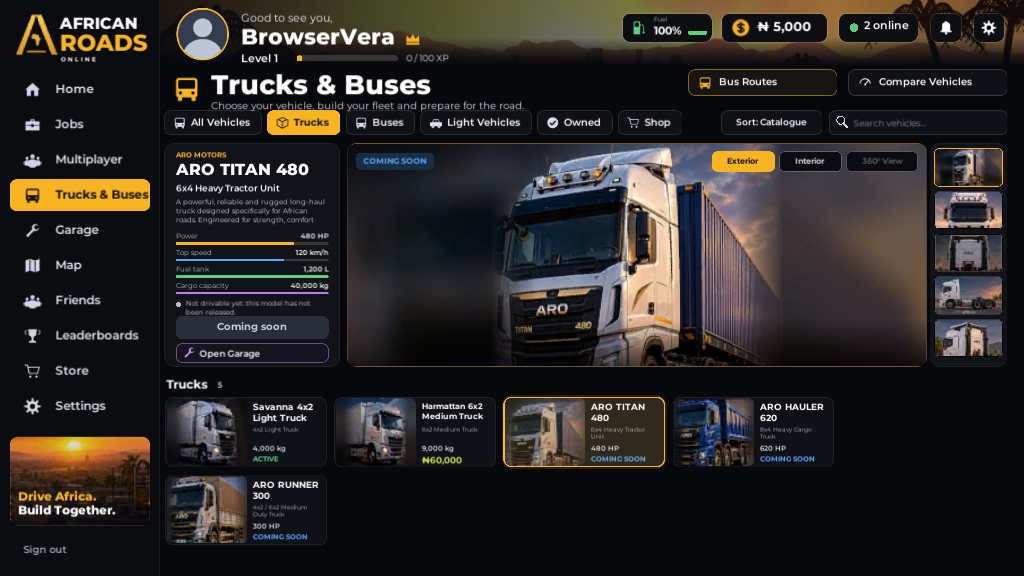 AFRICAN
ROADS
ONLINE
Home
Jobs
Multiplayer
Trucks & Buses
Garage
Map
Friends
Leaderboards
Store
Settings
Drive Africa.
Build Together.
Sign out
Good to see you,
BrowserVera
Level 1
0 / 100 XP
Fuel
100%
₦ 5,000
2 online
Trucks & Buses
Choose your vehicle, build your fleet and prepare for the road.
Bus Routes
Compare Vehicles
All Vehicles
Trucks
Buses
Light Vehicles
Owned
Shop
Sort: Catalogue
Search vehicles...
ARO MOTORS
ARO TITAN 480
6x4 Heavy Tractor Unit
A powerful, reliable and rugged long-haul
truck designed specifically for African
roads. Engineered for strength, comfort
Power 480 HP
Top speed 120 km/h
Fuel tank 1,200 L
Cargo capacity 40,000 kg
Not drivable yet: this model has not
been released.
Coming soon
Open Garage
COMING SOON
Exterior
Interior
360° View
ARO
TITAN
480
Trucks 5
Savanna 4x2
Light Truck
4x2 Light Truck
4,000 kg
ACTIVE
Harmattan 6x2
Medium Truck
6x2 Medium Truck
9,000 kg
₦60,000
ARO TITAN
480
6x4 Heavy Tractor
Unit
480 HP
COMING SOON
ARO HAULER
620
8x4 Heavy Cargo
Truck
620 HP
COMING SOON
ARO RUNNER
300
4x2 / 6x2 Medium
Duty Truck
300 HP
COMING SOON